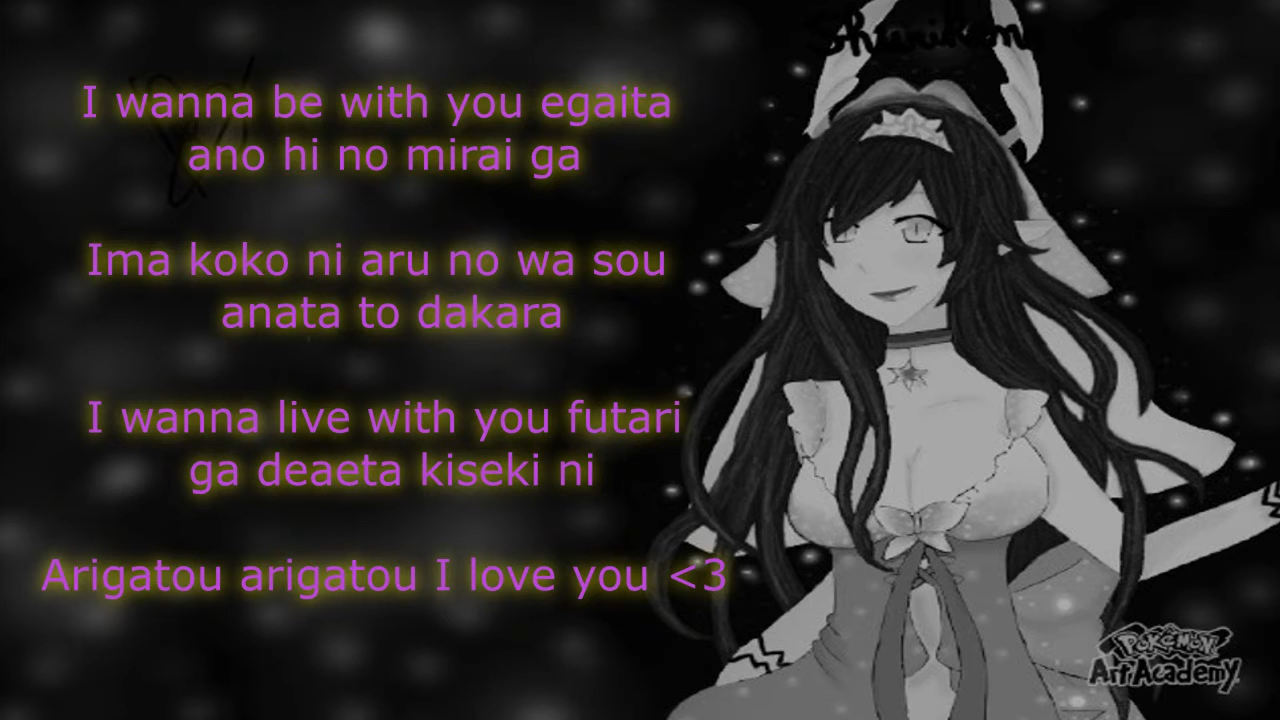 I wanna be with you egaita
ano hi no mirai ga
Ima koko ni aru no wa sou
anata to dakara
I wanna live with you futari
ga deaeta kiseki ni
Arigatou arigatou I love you <3
POKéMON
Art Academy